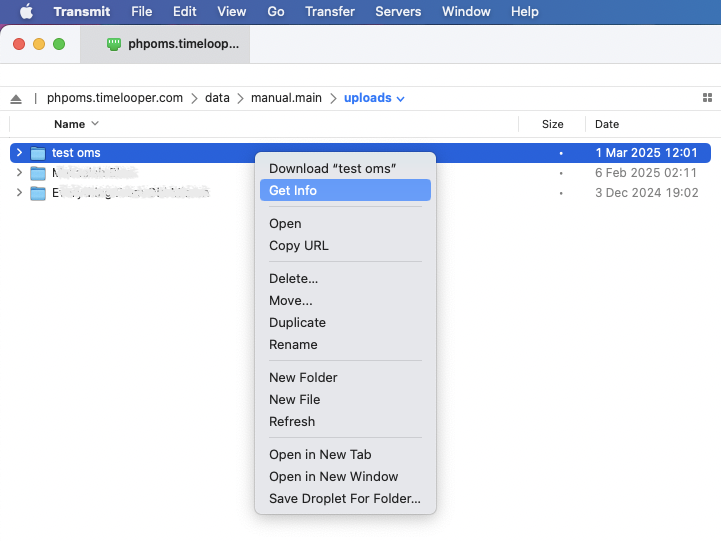 Transmit File Edit View Go Transfer Servers Window Help
phpoms.timelooper...
phpoms.timelooper.com data manual.main uploads
Name Size Date
test oms • 1 Mar 2025 12:01
• 6 Feb 2025 02:11
• 3 Dec 2024 19:02
Download “test oms”
Get Info
Open
Copy URL
Delete...
Move...
Duplicate
Rename
New Folder
New File
Refresh
Open in New Tab
Open in New Window
Save Droplet For Folder...